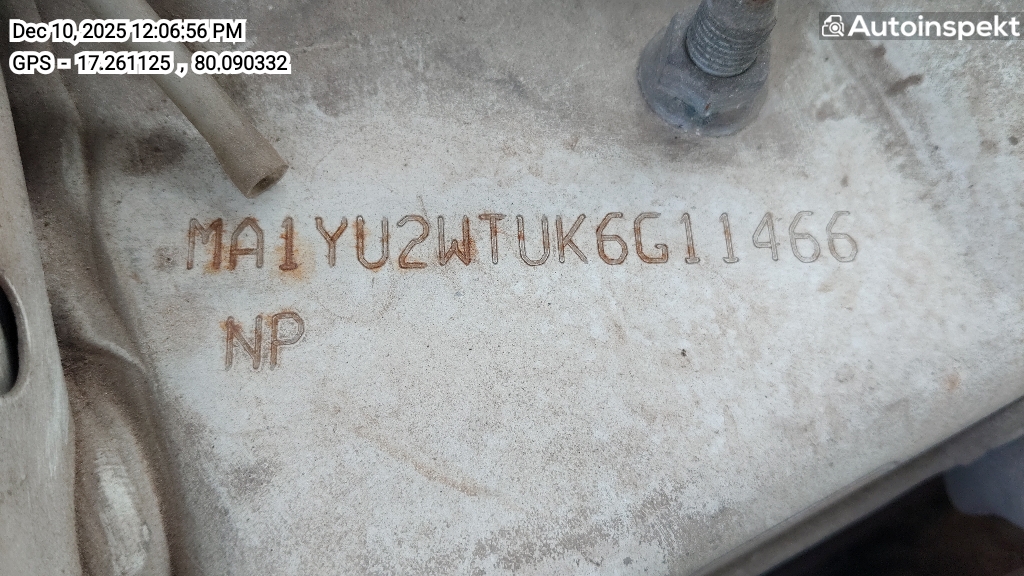 Dec 10, 2025 12:06:56 PM
GPS - 17.261125 , 80.090332
Autoinspekt
MA1YU2WTUK6G11466
NP